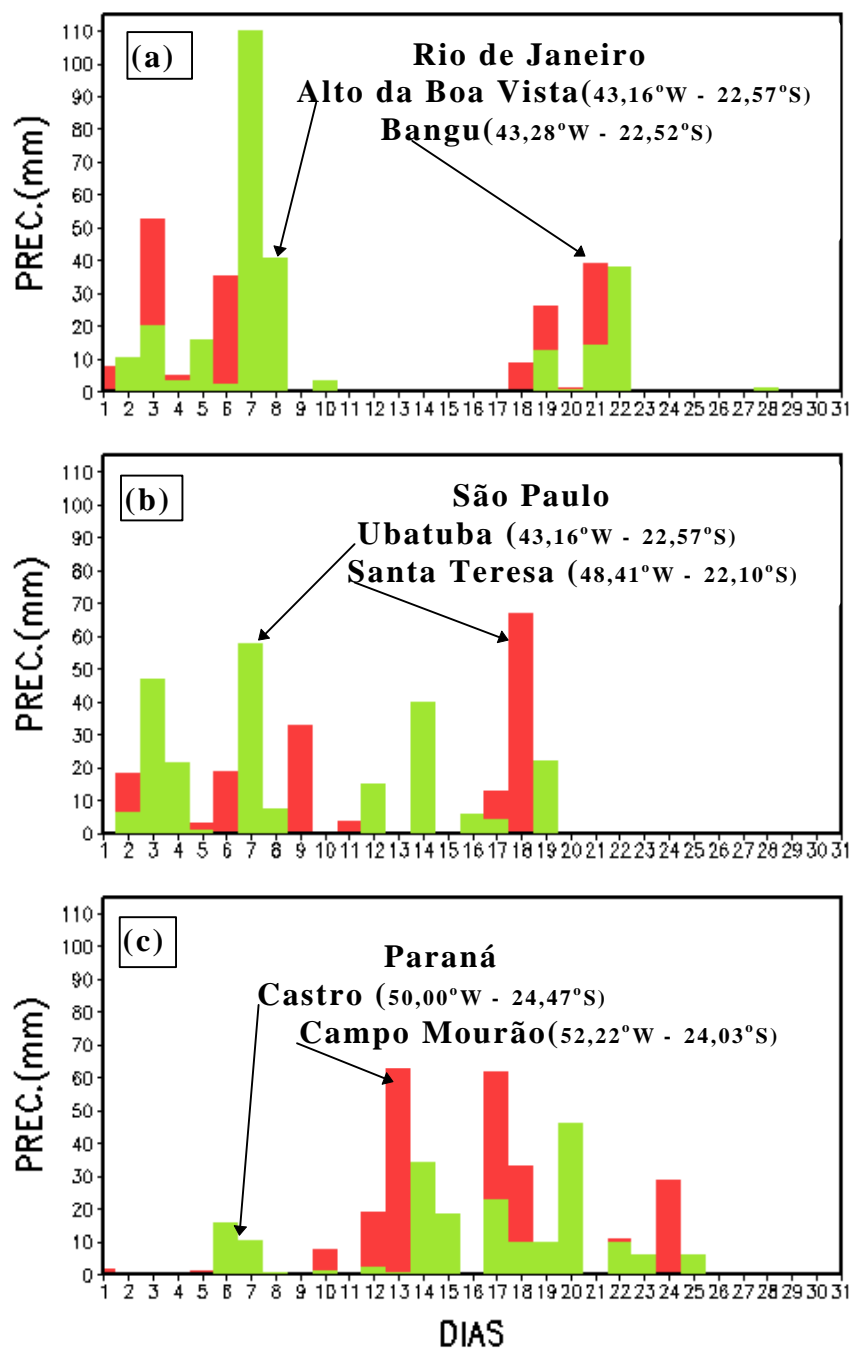 (a)
Rio de Janeiro
Alto da Boa Vista(43,16ºW - 22,57ºS)
Bangu(43,28ºW - 22,52ºS)
PREC.(mm)
110
100
90
80
70
60
50
40
30
20
10
0
1 2 3 4 5 6 7 8 9 10 11 12 13 14 15 16 17 18 19 20 21 22 23 24 25 26 27 28 29 30 31
(b)
São Paulo
Ubatuba (43,16ºW - 22,57ºS)
Santa Teresa (48,41ºW - 22,10ºS)
PREC.(mm)
110
100
90
80
70
60
50
40
30
20
10
0
1 2 3 4 5 6 7 8 9 10 11 12 13 14 15 16 17 18 19 20 21 22 23 24 25 26 27 28 29 30 31
(c)
Paraná
Castro (50,00ºW - 24,47ºS)
Campo Mourão(52,22ºW - 24,03ºS)
PREC.(mm)
110
100
90
80
70
60
50
40
30
20
10
0
1 2 3 4 5 6 7 8 9 10 11 12 13 14 15 16 17 18 19 20 21 22 23 24 25 26 27 28 29 30 31
DIAS